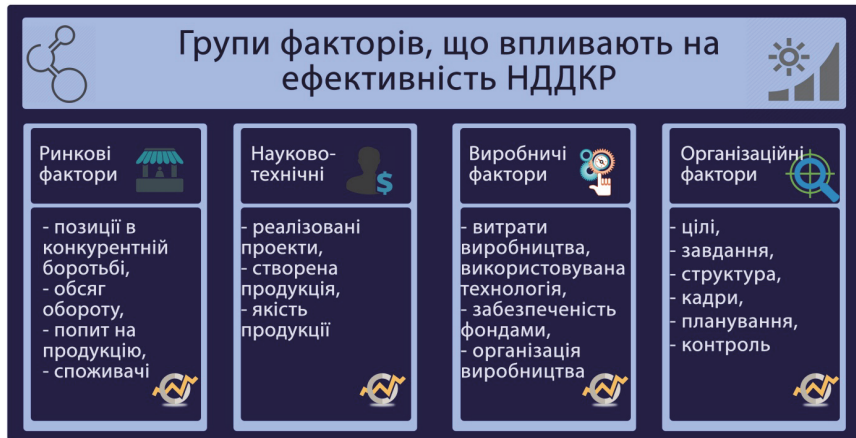 Групи факторів, що впливають на
ефективність НДДКР
Ринкові
фактори
- позиції в
конкурентній
боротьбі,
- обсяг
обороту,
- попит на
продукцію,
- споживачі
Науково-
технічні
- реалізовані
проекти,
- створена
продукція,
- якість
продукції
Виробничі
фактори
- витрати
виробництва,
використовувана
технологія,
- забезпеченість
фондами,
- організація
виробництва
Організаційні
фактори
- цілі,
- завдання,
- структура,
- кадри,
- планування,
- контроль